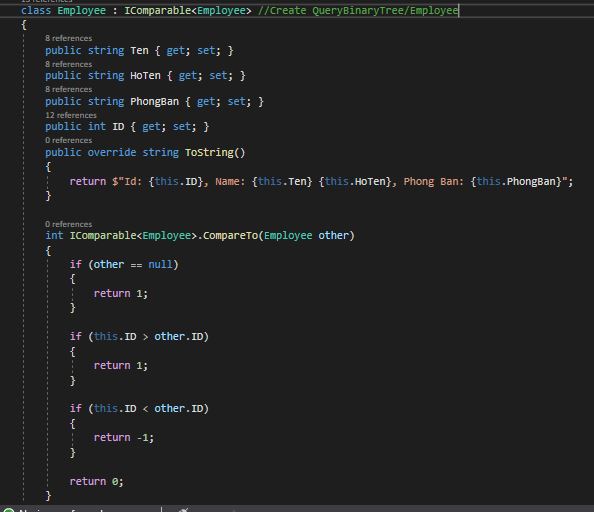 class Employee : IComparable<Employee> //Create QueryBinaryTree/Employee
{
8 references
public string Ten { get; set; }
8 references
public string HoTen { get; set; }
8 references
public string PhongBan { get; set; }
12 references
public int ID { get; set; }
0 references
public override string ToString()
{
return $"Id: {this.ID}, Name: {this.Ten} {this.HoTen}, Phong Ban: {this.PhongBan}";
}
0 references
int IComparable<Employee>.CompareTo(Employee other)
{
if (other == null)
{
return 1;
}
if (this.ID > other.ID)
{
return 1;
}
if (this.ID < other.ID)
{
return -1;
}
return 0;
}